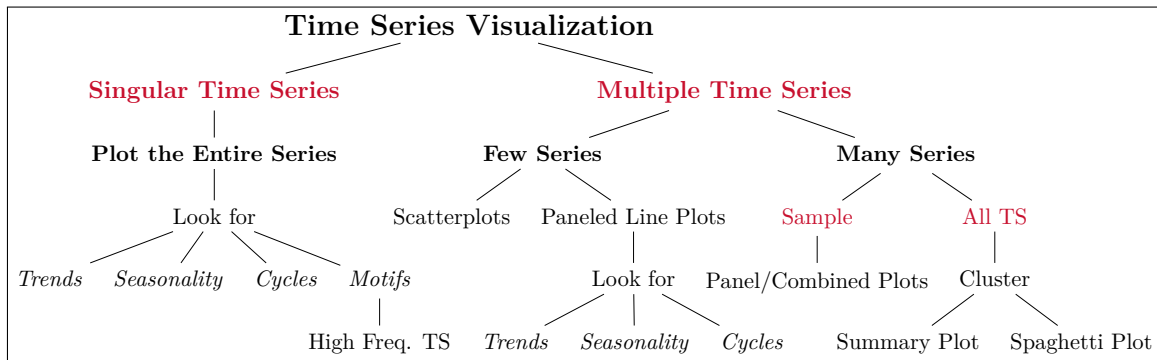 Time Series Visualization
Singular Time Series
Multiple Time Series
Plot the Entire Series
Few Series
Many Series
Look for
Scatterplots
Paneled Line Plots
Sample
All TS
Trends
Seasonality
Cycles
Motifs
Look for
Panel/Combined Plots
Cluster
High Freq. TS
Trends
Seasonality
Cycles
Summary Plot
Spaghetti Plot